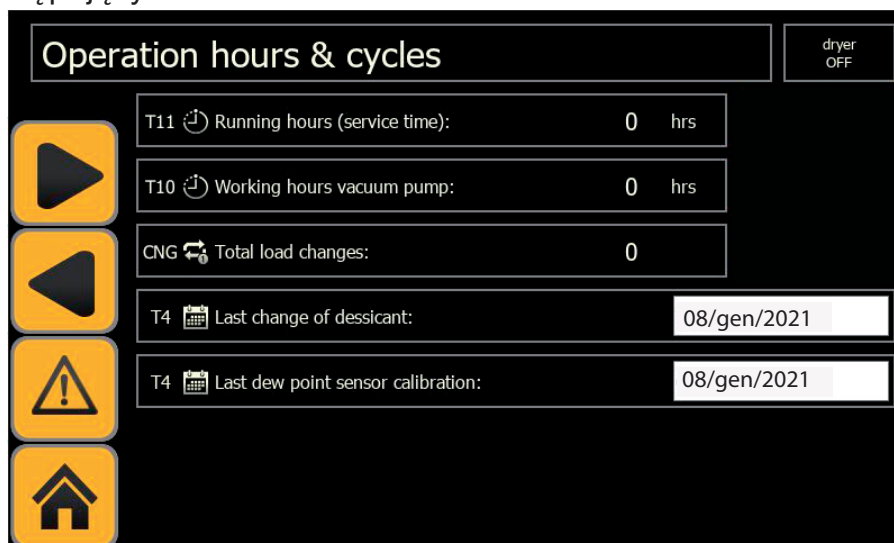 Operation hours & cycles
dryer
OFF
T11 Running hours (service time): 0 hrs
T10 Working hours vacuum pump: 0 hrs
CNG Total load changes: 0
T4 Last change of dessicant: 08/gen/2021
T4 Last dew point sensor calibration: 08/gen/2021